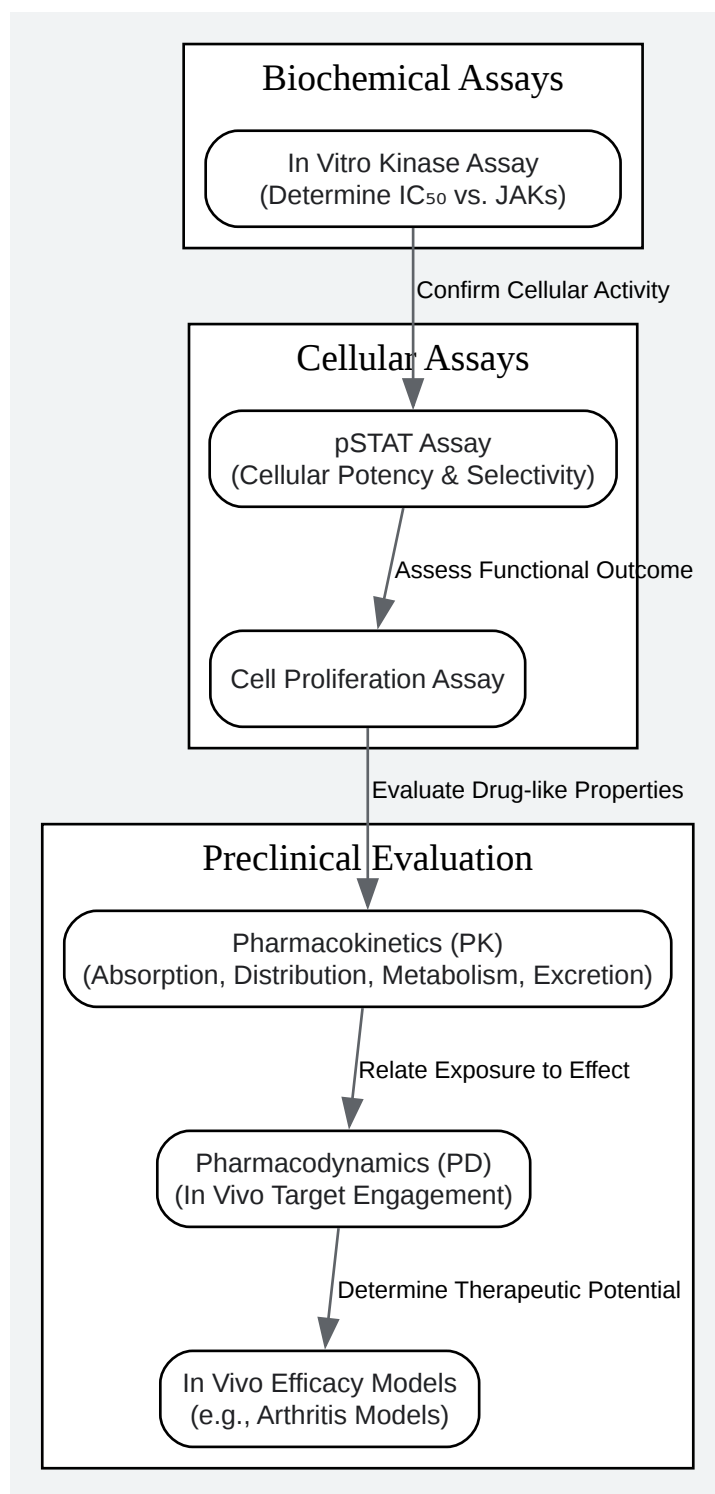 Biochemical Assays
In Vitro Kinase Assay
(Determine IC₅₀ vs. JAKs)
Confirm Cellular Activity
Cellular Assays
pSTAT Assay
(Cellular Potency & Selectivity)
Assess Functional Outcome
Cell Proliferation Assay
Evaluate Drug-like Properties
Preclinical Evaluation
Pharmacokinetics (PK)
(Absorption, Distribution, Metabolism, Excretion)
Relate Exposure to Effect
Pharmacodynamics (PD)
(In Vivo Target Engagement)
Determine Therapeutic Potential
In Vivo Efficacy Models
(e.g., Arthritis Models)